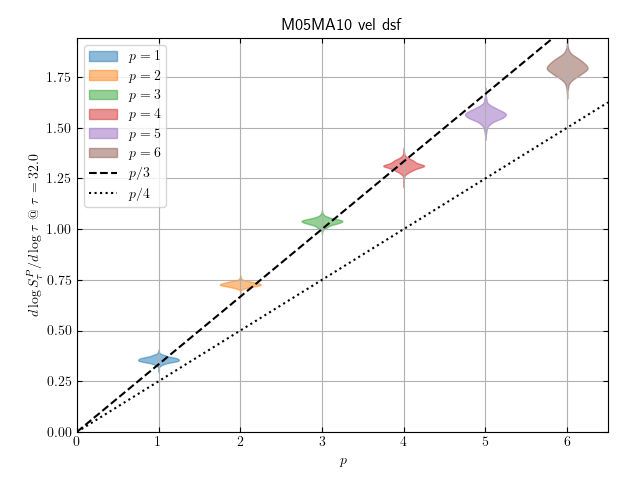 M05MA10 vel dsf
d log S_τ^P / d log τ @ τ = 32.0
1.75
1.50
1.25
1.00
0.75
0.50
0.25
0.00
p = 1
p = 2
p = 3
p = 4
p = 5
p = 6
p/3
p/4
0 1 2 3 4 5 6
p